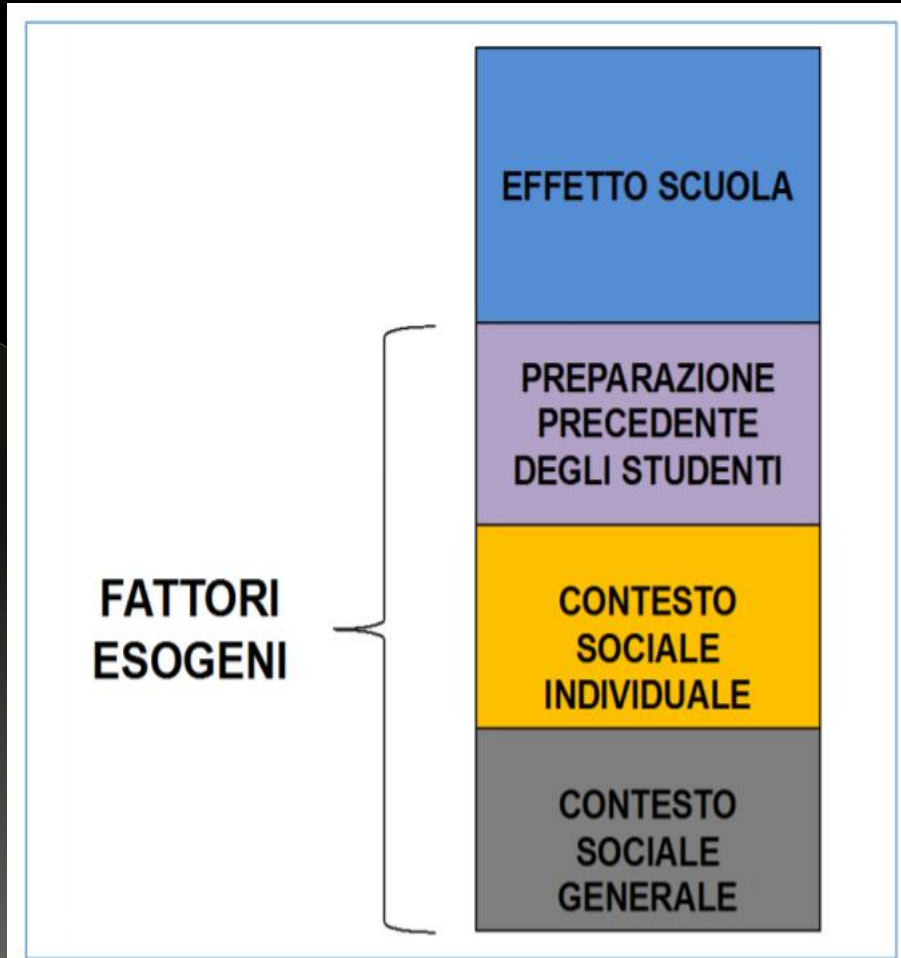 EFFETTO SCUOLA
PREPARAZIONE
PRECEDENTE
DEGLI STUDENTI
FATTORI
ESOGENI
CONTESTO
SOCIALE
INDIVIDUALE
CONTESTO
SOCIALE
GENERALE